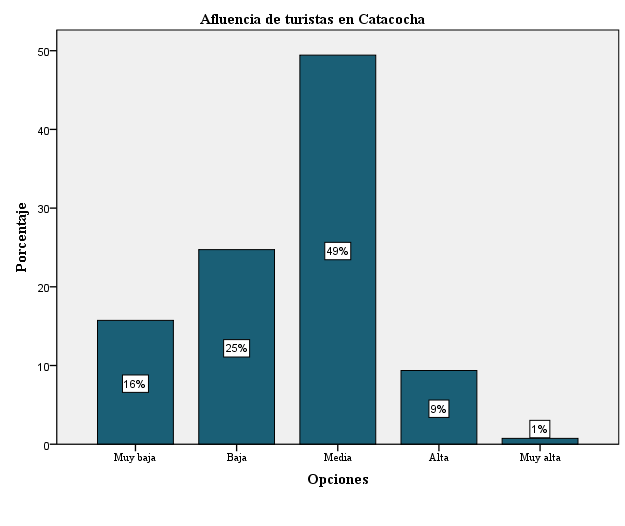 Afluencia de turistas en Catacocha
Porcentaje
50
40
30
20
10
0
16%
25%
49%
9%
1%
Muy baja
Baja
Media
Alta
Muy alta
Opciones